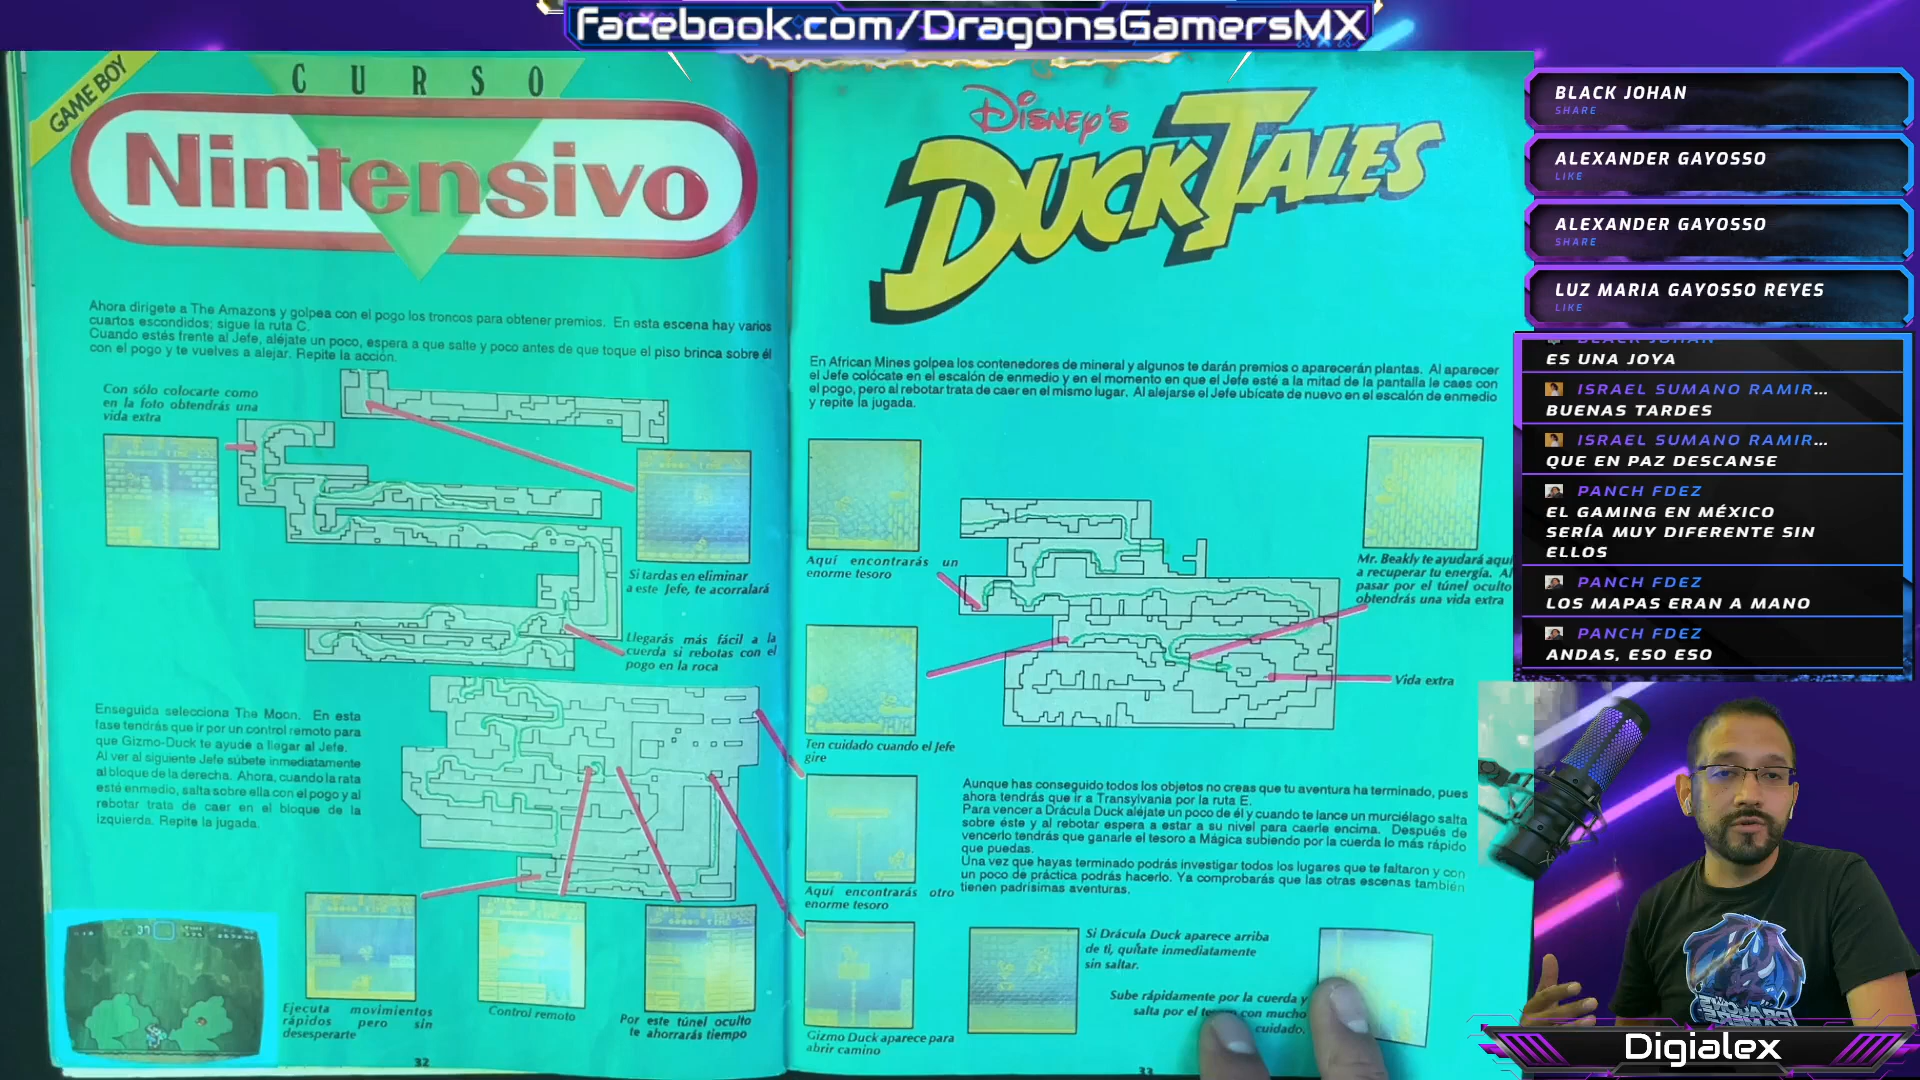 Facebook.com/DragonsGamersMX
GAME BOY
CURSO
Nintensivo
Ahora dirigete a The Amazons y golpea con el pogo los troncos para obtener premios. En esta escena hay varios
cuartos escondidos; sigue la ruta C.
Cuando estés frente al Jefe, aléjate un poco, espera a que salte y poco antes de que toque el piso brinca sobre él
con el pogo y te vuelves a alejar. Repite la acción.
Con sólo colocarte como
en la foto obtendrás una
vida extra
Si tardas en eliminar
a este Jefe, te acorralará
Llegarás más fácil a la
cuerda si rebotas con el
pogo en la roca
Enseguida selecciona The Moon. En esta
fase tendrás que ir por un control remoto para
que Gizmo-Duck te ayude a llegar al Jefe.
Al ver al siguiente Jefe súbete inmediatamente
al bloque de la derecha. Ahora, cuando la rata
esté enmedio, salta sobre ella con el pogo y al
rebotar trata de caer en el bloque de la
izquierda. Repite la jugada.
Ejecuta movimientos
rápidos pero sin
desesperarte
Control remoto
Por este túnel oculto
te ahorrarás tiempo
32
DISNEY'S
DUCKTALES
En African Mines golpea los contenedores de mineral y algunos te darán premios o aparecerán plantas. Al aparecer
el Jefe colócate en el escalón de enmedio y en el momento en que el Jefe esté a la mitad de la pantalla le caes con
el pogo, pero al rebotar trata de caer en el mismo lugar. Al alejarse el Jefe ubícate de nuevo en el escalón de enmedio
y repite la jugada.
Aquí encontrarás un
enorme tesoro
Mr. Beakly te ayudará aquí
a recuperar tu energía. Al
pasar por el túnel oculto
obtendrás una vida extra
Vida extra
Ten cuidado cuando el Jefe
gire
Aquí encontrarás otro
enorme tesoro
Gizmo Duck aparece para
abrir camino
Aunque has conseguido todos los objetos no creas que tu aventura ha terminado, pues
ahora tendrás que ir a Transylvania por la ruta E.
Para vencer a Drácula Duck aléjate un poco de él y cuando te lance un murciélago salta
sobre éste y al rebotar espera a estar a su nivel para caerle encima. Después de
vencerlo tendrás que ganarle el tesoro a Mágica subiendo por la cuerda lo más rápido
que puedas.
Una vez que hayas terminado podrás investigar todos los lugares que te faltaron y con
un poco de práctica podrás hacerlo. Ya comprobarás que las otras escenas también
tienen padrísimas aventuras.
Si Drácula Duck aparece arriba
de ti, quítate inmediatamente
sin saltar.
Sube rápidamente por la cuerda y
salta por el con mucho
cuidado.
33
BLACK JOHAN
SHARE
ALEXANDER GAYOSSO
LIKE
ALEXANDER GAYOSSO
SHARE
LUZ MARIA GAYOSSO REYES
LIKE
BLACK JOHAN
ES UNA JOYA
ISRAEL SUMANO RAMIR...
BUENAS TARDES
ISRAEL SUMANO RAMIR...
QUE EN PAZ DESCANSE
PANCH FDEZ
EL GAMING EN MÉXICO
SERÍA MUY DIFERENTE SIN
ELLOS
PANCH FDEZ
LOS MAPAS ERAN A MANO
PANCH FDEZ
ANDAS, ESO ESO
Digialex